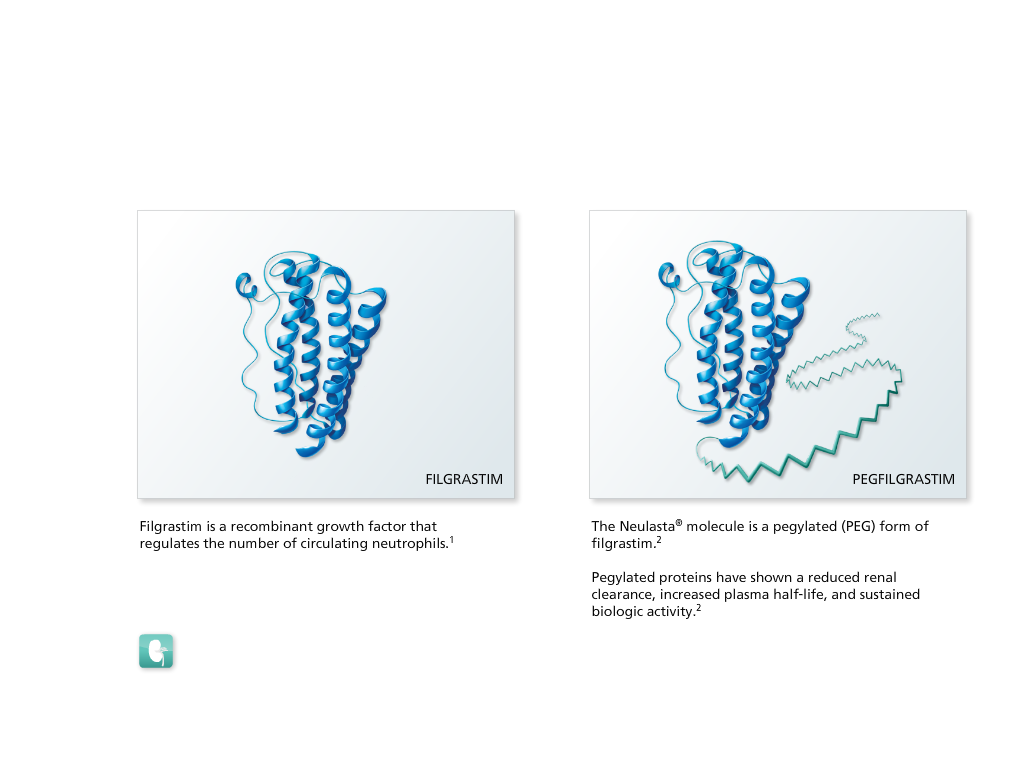 FILGRASTIM
Filgrastim is a recombinant growth factor that
regulates the number of circulating neutrophils.1
PEGFILGRASTIM
The Neulasta® molecule is a pegylated (PEG) form of
filgrastim.2
Pegylated proteins have shown a reduced renal
clearance, increased plasma half-life, and sustained
biologic activity.2